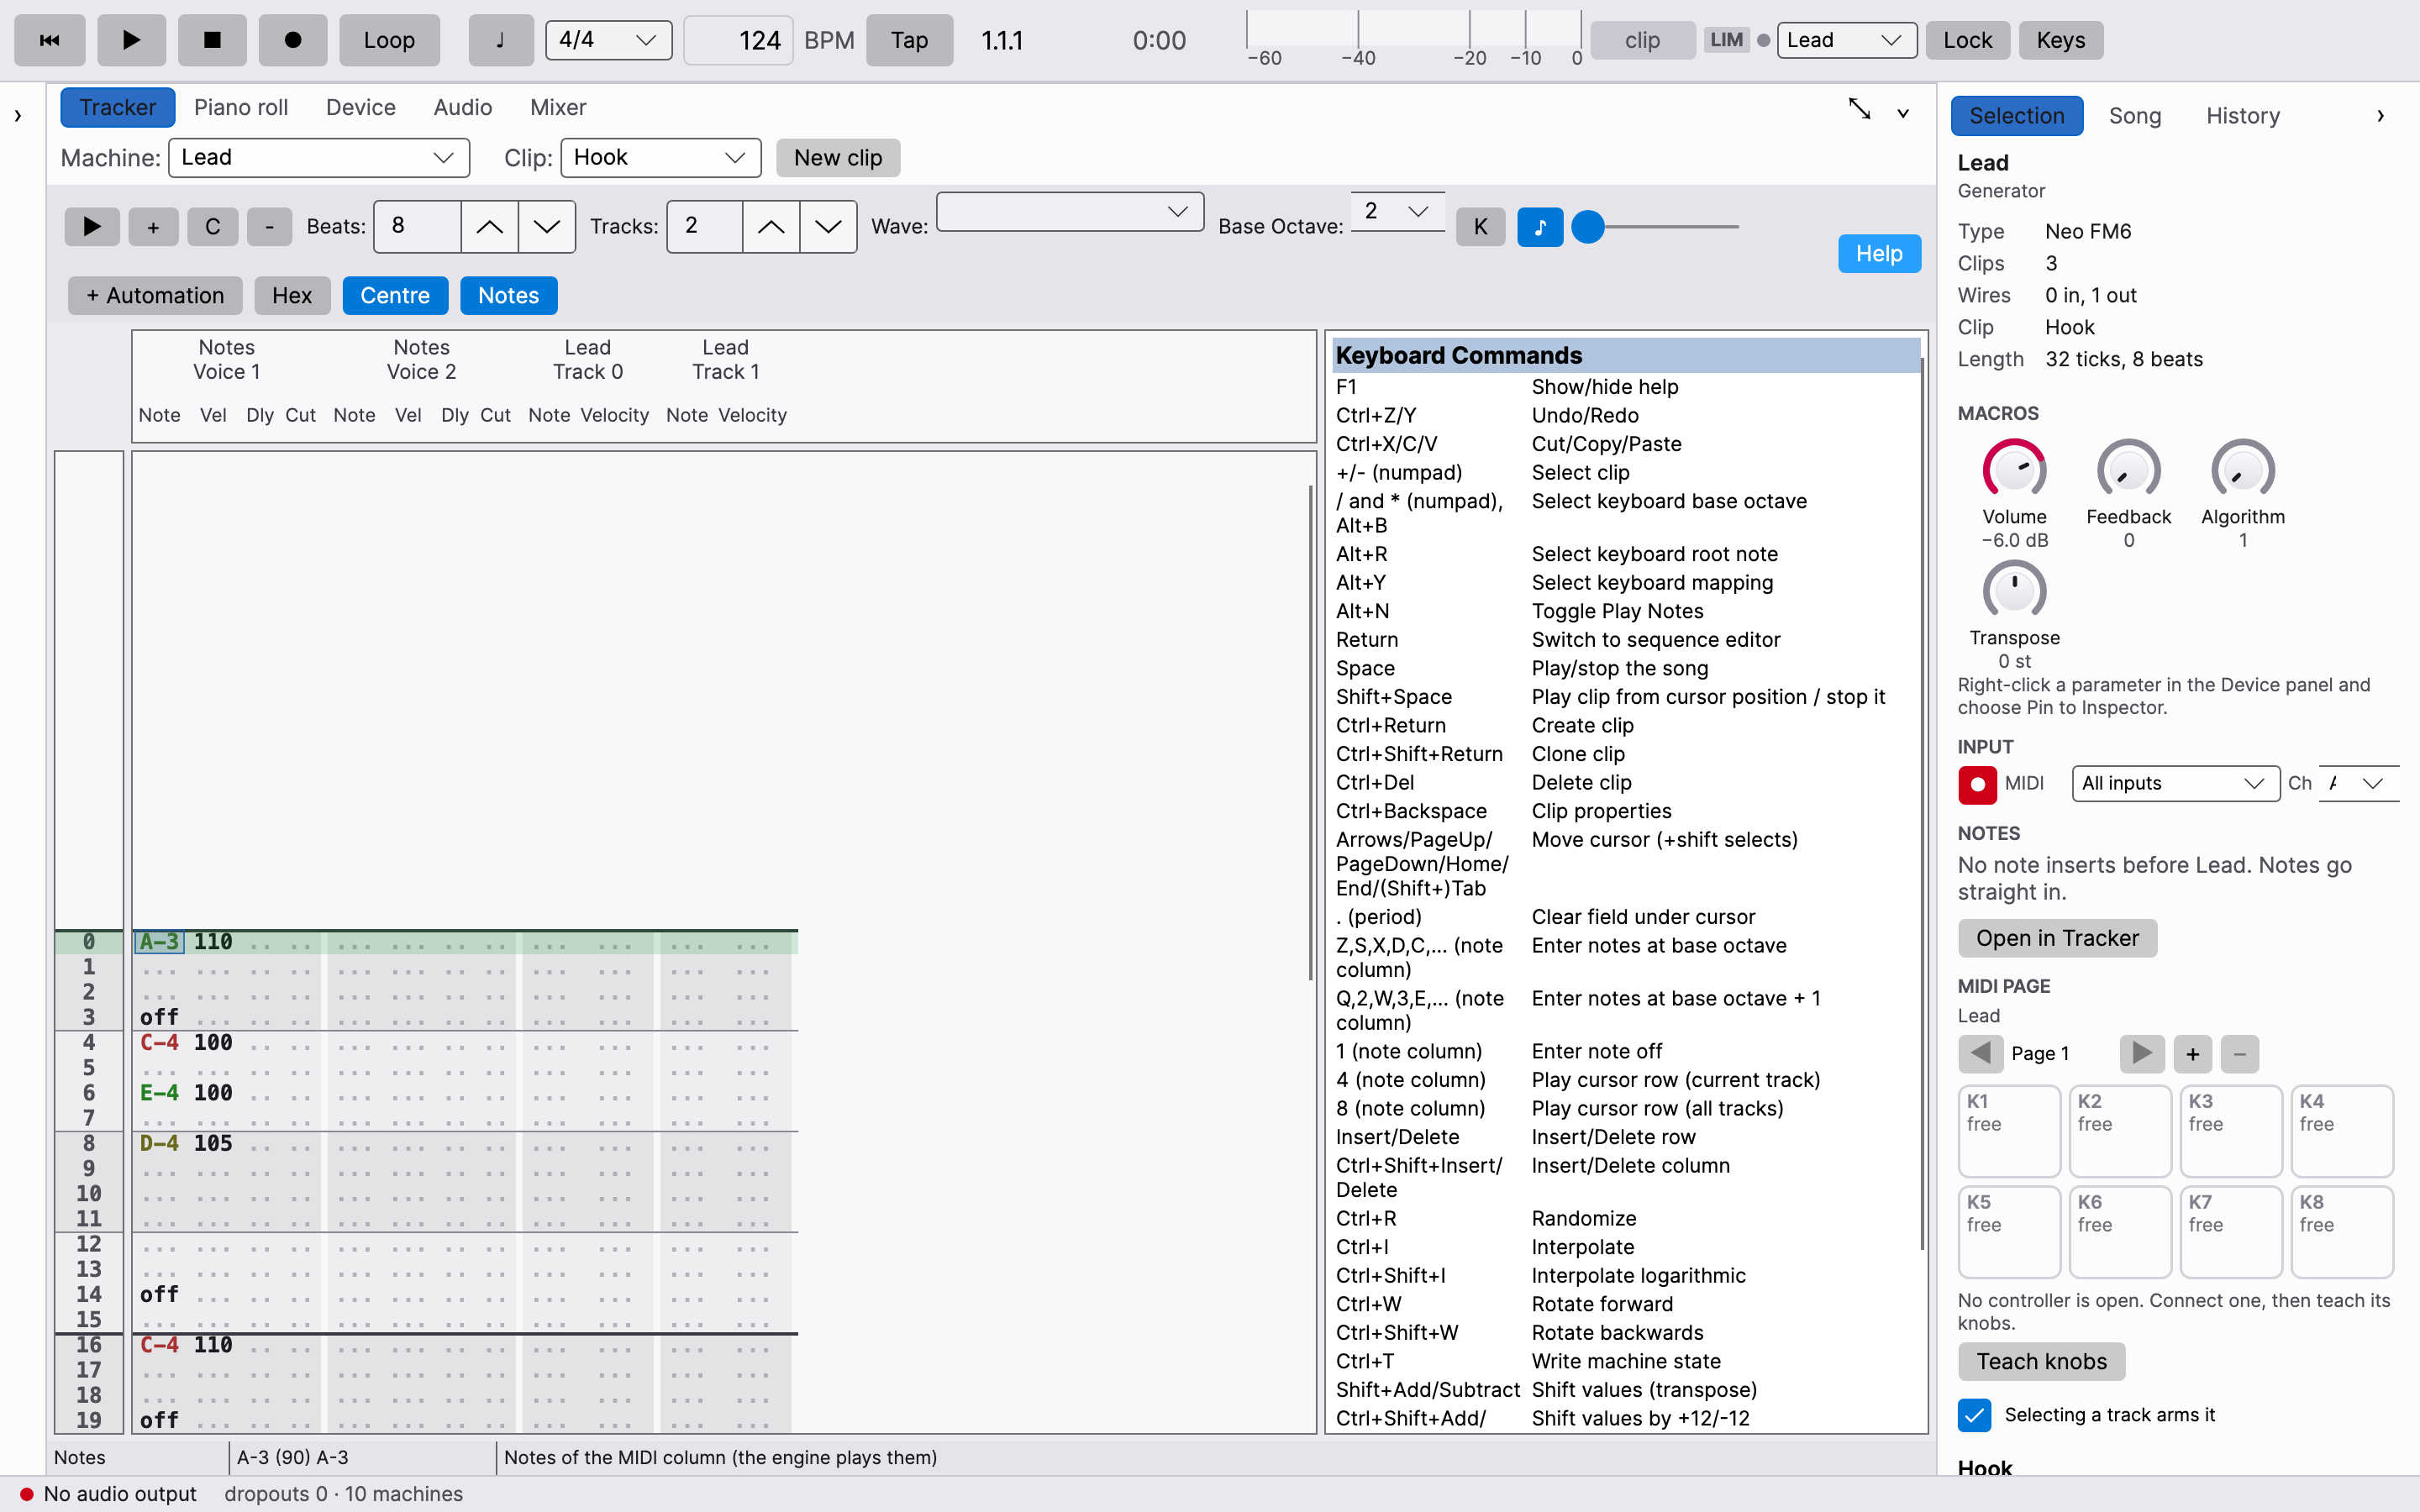 Loop
4/4
124 BPM
Tap
1.1.1
0:00
−60 −40 −20 −10 0
clip
LIM
Lead
Lock
Keys
Tracker Piano roll Device Audio Mixer
Machine: Lead Clip: Hook New clip
+ C - Beats: 8 Tracks: 2 Wave: Base Octave: 2 K
Help
+ Automation Hex Centre Notes
Notes Notes Lead Lead
Voice 1 Voice 2 Track 0 Track 1
Note Vel Dly Cut Note Vel Dly Cut Note Velocity Note Velocity
0 A-3 110
1
2
3 off
4 C-4 100
5
6 E-4 100
7
8 D-4 105
9
10
11
12
13
14 off
15
16 C-4 110
17
18
19 off
Keyboard Commands
F1 Show/hide help
Ctrl+Z/Y Undo/Redo
Ctrl+X/C/V Cut/Copy/Paste
+/- (numpad) Select clip
/ and * (numpad), Select keyboard base octave
Alt+B
Alt+R Select keyboard root note
Alt+Y Select keyboard mapping
Alt+N Toggle Play Notes
Return Switch to sequence editor
Space Play/stop the song
Shift+Space Play clip from cursor position / stop it
Ctrl+Return Create clip
Ctrl+Shift+Return Clone clip
Ctrl+Del Delete clip
Ctrl+Backspace Clip properties
Arrows/PageUp/ Move cursor (+shift selects)
PageDown/Home/
End/(Shift+)Tab
. (period) Clear field under cursor
Z,S,X,D,C,... (note Enter notes at base octave
column)
Q,2,W,3,E,... (note Enter notes at base octave + 1
column)
1 (note column) Enter note off
4 (note column) Play cursor row (current track)
8 (note column) Play cursor row (all tracks)
Insert/Delete Insert/Delete row
Ctrl+Shift+Insert/ Insert/Delete column
Delete
Ctrl+R Randomize
Ctrl+I Interpolate
Ctrl+Shift+I Interpolate logarithmic
Ctrl+W Rotate forward
Ctrl+Shift+W Rotate backwards
Ctrl+T Write machine state
Shift+Add/Subtract Shift values (transpose)
Ctrl+Shift+Add/ Shift values by +12/-12
Notes A-3 (90) A-3 Notes of the MIDI column (the engine plays them)
No audio output dropouts 0 · 10 machines
Selection Song History
Lead
Generator
Type Neo FM6
Clips 3
Wires 0 in, 1 out
Clip Hook
Length 32 ticks, 8 beats
MACROS
Volume Feedback Algorithm
−6.0 dB 0 1
Transpose
0 st
Right-click a parameter in the Device panel and
choose Pin to Inspector.
INPUT
MIDI All inputs Ch
NOTES
No note inserts before Lead. Notes go
straight in.
Open in Tracker
MIDI PAGE
Lead
Page 1 + −
K1 K2 K3 K4
free free free free
K5 K6 K7 K8
free free free free
No controller is open. Connect one, then teach its
knobs.
Teach knobs
Selecting a track arms it
Hook